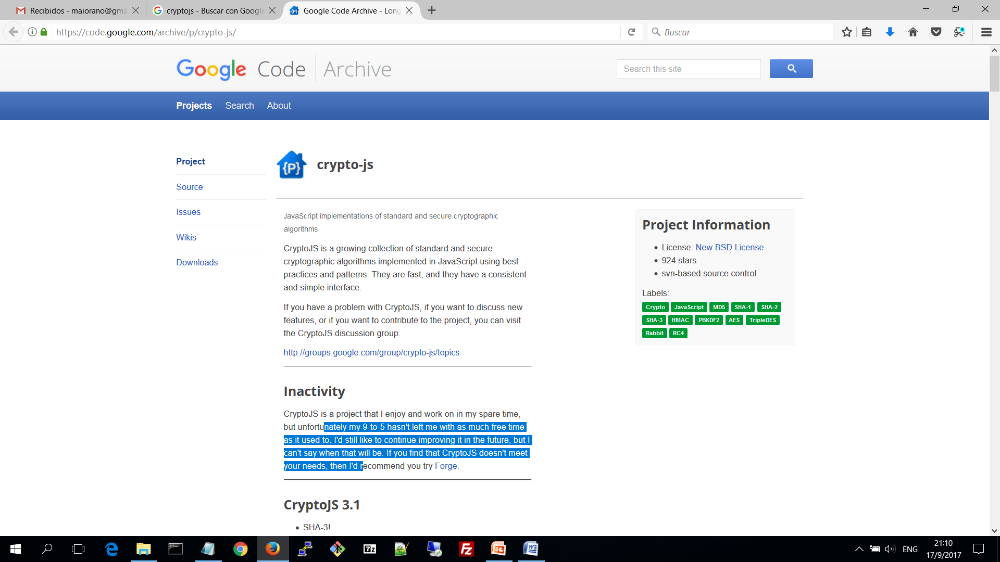 Recibidos - maiorano@gma
cryptojs - Buscar con Google
Google Code Archive - Long
https://code.google.com/archive/p/crypto-js/
Buscar
Google Code Archive
Search this site
Projects Search About
Project
Source
Issues
Wikis
Downloads
{P}
crypto-js
JavaScript implementations of standard and secure cryptographic
algorithms
CryptoJS is a growing collection of standard and secure
cryptographic algorithms implemented in JavaScript using best
practices and patterns. They are fast, and they have a consistent
and simple interface.
If you have a problem with CryptoJS, if you want to discuss new
features, or if you want to contribute to the project, you can visit
the CryptoJS discussion group.
http://groups.google.com/group/crypto-js/topics
Inactivity
CryptoJS is a project that I enjoy and work on in my spare time,
but unfortunately my 9-to-5 hasn't left me with as much free time
as it used to. I'd still like to continue improving it in the future, but I
can't say when that will be. If you find that CryptoJS doesn't meet
your needs, then I'd recommend you try Forge.
CryptoJS 3.1
• SHA-3!
Project Information
• License: New BSD License
• 924 stars
• svn-based source control
Labels:
Crypto JavaScript MD5 SHA-1 SHA-2
SHA-3 HMAC PBKDF2 AES TripleDES
Rabbit RC4
7z
Fz
ENG
21:10
17/9/2017